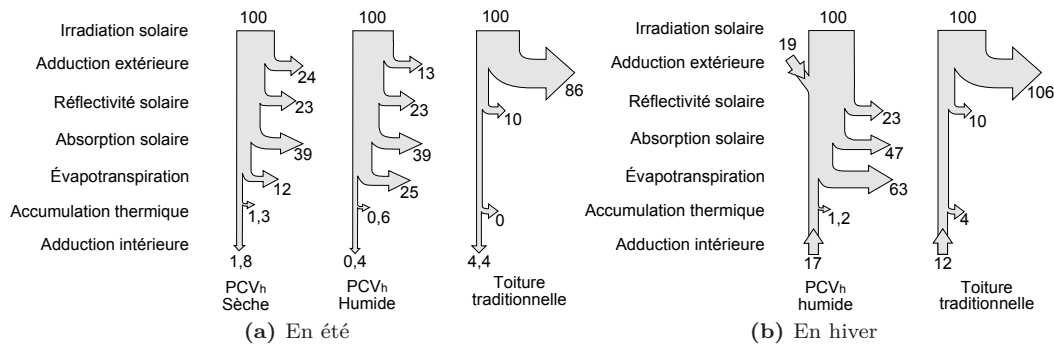 100 100 100
Irradiation solaire
Adduction extérieure
24 13 86
Réflectivité solaire
23 23 10
Absorption solaire
39 39
Évapotranspiration
12 25
Accumulation thermique
1,3 0,6 0
Adduction intérieure
1,8 0,4 4,4
PCVh Sèche
PCVh Humide
Toiture traditionnelle
(a) En été
100 100
Irradiation solaire
19
Adduction extérieure
106
Réflectivité solaire
23 10
Absorption solaire
47
Évapotranspiration
63
Accumulation thermique
1,2 4
Adduction intérieure
17 12
PCVh humide
Toiture traditionnelle
(b) En hiver